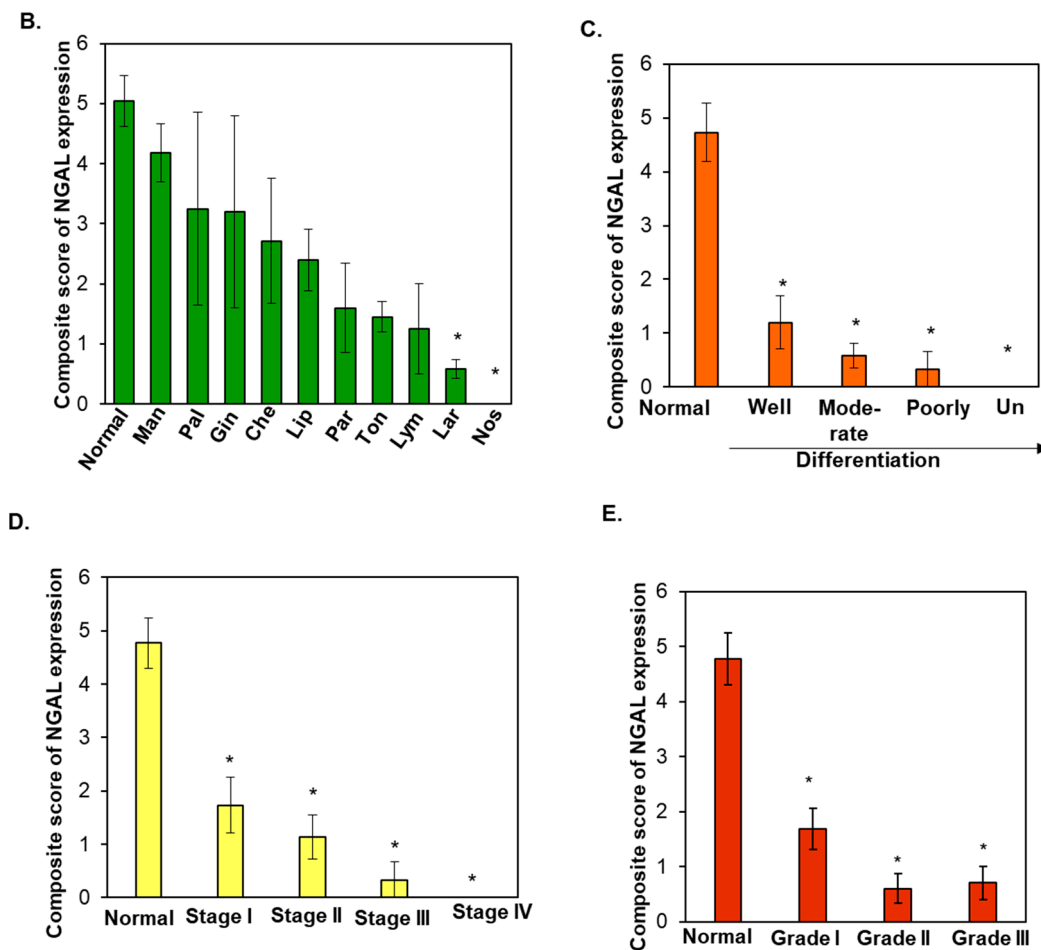 B.
Composite score of NGAL expression
6
5
4
3
2
1
0
*
*
Normal
Man
Pal
Gin
Che
Lip
Par
Ton
Lym
Lar
Nos
C.
Composite score of NGAL expression
6
5
4
3
2
1
0
*
*
*
*
Normal
Well
Mode-
rate
Poorly
Un
Differentiation
D.
Composite score of NGAL expression
6
5
4
3
2
1
0
*
*
*
*
Normal
Stage I
Stage II
Stage III
Stage IV
E.
Composite score of NGAL expression
6
5
4
3
2
1
0
*
*
*
Normal
Grade I
Grade II
Grade III